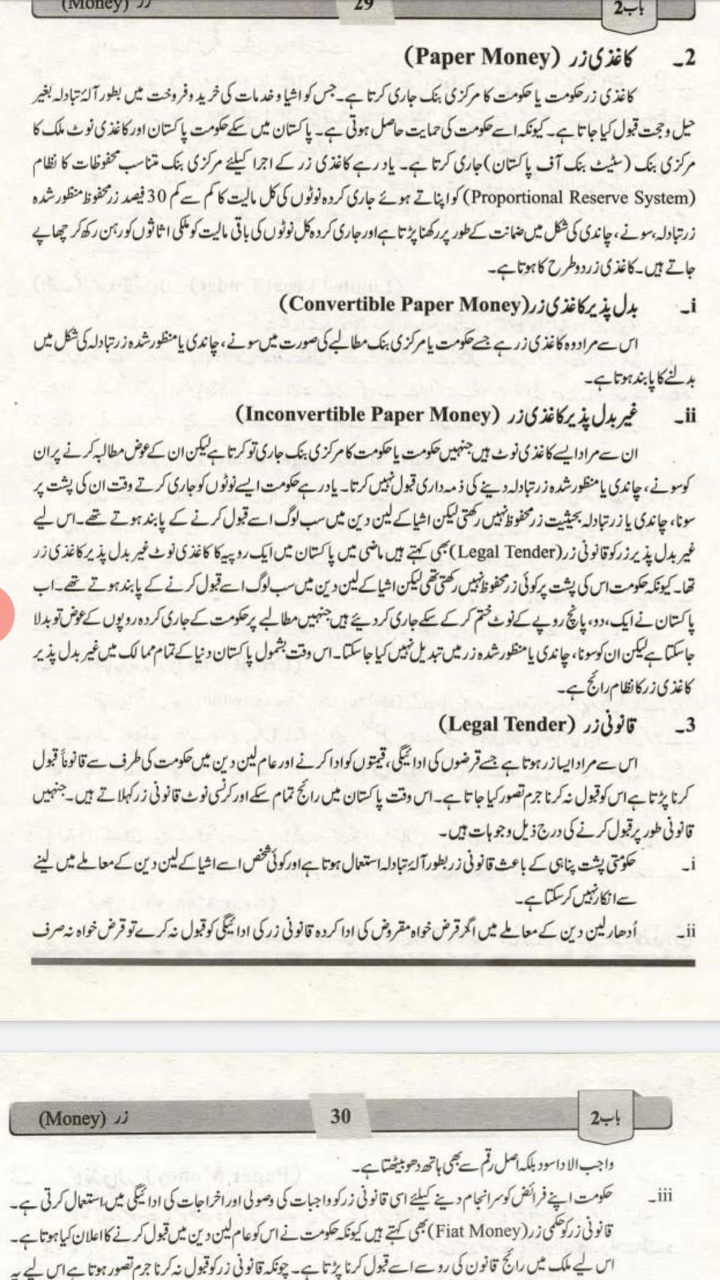 زر (Money) 29 باب2
2۔ کاغذی زر (Paper Money)
کاغذی زر حکومت یا حکومت کا مرکزی بنک جاری کرتا ہے۔ جس کو اشیا و خدمات کی خرید و فروخت میں بطور آلۂ تبادلہ بغیر
حیل و حجت قبول کیا جاتا ہے۔ کیونکہ اسے حکومت کی حمایت حاصل ہوتی ہے۔ پاکستان میں سکے حکومت پاکستان اور کاغذی نوٹ ملک کا
مرکزی بنک (سٹیٹ بنک آف پاکستان) جاری کرتا ہے۔ یاد رہے کاغذی زر کے اجرا کیلئے مرکزی بنک متناسب محفوظات کا نظام
(Proportional Reserve System) کو اپناتے ہوئے جاری کردہ نوٹوں کی کل مالیت کا کم سے کم 30 فیصد زر محفوظ منظور شدہ
زرتبادلہ، سونے، چاندی کی شکل میں ضمانت کے طور پر رکھنا پڑتا ہے اور جاری کردہ کل نوٹوں کی باقی مالیت کو ملکی اثاثوں کو رہن رکھ کر چھاپے
جاتے ہیں۔ کاغذی زر دو طرح کا ہوتا ہے۔
i۔ بدل پذیر کاغذی زر (Convertible Paper Money)
اس سے مراد وہ کاغذی زر ہے جسے حکومت یا مرکزی بنک مطالبے کی صورت میں سونے، چاندی یا منظور شدہ زرتبادلہ کی شکل میں
بدلنے کا پابند ہوتا ہے۔
ii۔ غیر بدل پذیر کاغذی زر (Inconvertible Paper Money)
ان سے مراد ایسے کاغذی نوٹ ہیں جنہیں حکومت یا حکومت کا مرکزی بنک جاری تو کرتا ہے لیکن ان کے عوض مطالبہ کرنے پر ان
کو سونے، چاندی یا منظور شدہ زرتبادلہ دینے کی ذمہ داری قبول نہیں کرتا۔ یاد رہے حکومت ایسے نوٹوں کو جاری کرتے وقت ان کی پشت پر
سونا، چاندی یا زرتبادلہ بحیثیت زر محفوظ نہیں رکھتی لیکن اشیا کے لین دین میں سب لوگ اسے قبول کرنے کے پابند ہوتے تھے۔ اس لیے
غیر بدل پذیر زر کو قانونی زر (Legal Tender) بھی کہتے ہیں ماضی میں پاکستان میں ایک روپیہ کا کاغذی نوٹ غیر بدل پذیر کاغذی زر
تھا۔ کیونکہ حکومت اس کی پشت پر کوئی زر محفوظ نہیں رکھتی تھی لیکن اشیا کے لین دین میں سب لوگ اسے قبول کرنے کے پابند ہوتے تھے۔ اب
پاکستان نے ایک، دو، پانچ روپے کے نوٹ ختم کر کے سکے جاری کر دیئے ہیں جنہیں مطالبے پر حکومت کے جاری کردہ روپوں کے عوض تو بدلا
جا سکتا ہے لیکن ان کو سونا، چاندی یا منظور شدہ زر میں تبدیل نہیں کیا جا سکتا۔ اس وقت بشمول پاکستان دنیا کے تمام ممالک میں غیر بدل پذیر
کاغذی زر کا نظام رائج ہے۔
3۔ قانونی زر (Legal Tender)
اس سے مراد ایسا زر ہوتا ہے جسے قرضوں کی ادائیگی، قیمتوں کو ادا کرنے اور عام لین دین میں حکومت کی طرف سے قانوناً قبول
کرنا پڑتا ہے اس کو قبول نہ کرنا جرم تصور کیا جاتا ہے۔ اس وقت پاکستان میں رائج تمام سکے اور کرنسی نوٹ قانونی زر کہلاتے ہیں۔ جنہیں
قانونی طور پر قبول کرنے کی درج ذیل وجوہات ہیں۔
i۔ حکومتی پشت پناہی کے باعث قانونی زر بطور آلۂ تبادلہ استعمال ہوتا ہے اور کوئی شخص اسے اشیا کے لین دین کے معاملے میں لینے
سے انکار نہیں کر سکتا ہے۔
ii۔ اُدھار لین دین کے معاملے میں اگر قرض خواہ مقروض کی ادا کردہ قانونی زر کی ادائیگی کو قبول نہ کرے تو قرض خواہ نہ صرف
زر (Money) 30 باب2
واجب الادا سود بلکہ اصل رقم سے بھی ہاتھ دھو بیٹھتا ہے۔
iii۔ حکومت اپنے فرائض کو سرانجام دینے کیلئے اسی قانونی زر کو واجبات کی وصولی اور اخراجات کی ادائیگی میں استعمال کرتی ہے۔
قانونی زر کو حکمی زر (Fiat Money) بھی کہتے ہیں کیونکہ حکومت نے اس کو عام لین دین میں قبول کرنے کا اعلان کیا ہوتا ہے۔
اس لیے ملک میں رائج قانون کی رو سے اسے قبول کرنا پڑتا ہے۔ چونکہ قانونی زر کو قبول نہ کرنا جرم تصور ہوتا ہے اس لیے یہ